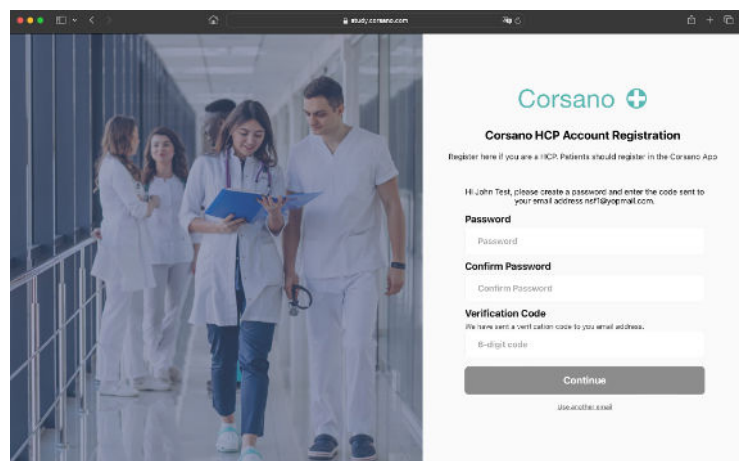 study.corsano.com
Corsano
Corsano HCP Account Registration
Register here if you are a HCP. Patients should register in the Corsano App
Hi John Test, please create a password and enter the code sent to
your email address nsf1@yopmail.com.
Password
Password
Confirm Password
Confirm Password
Verification Code
We have sent a verification code to you email address.
6-digit code
Continue
Use another email